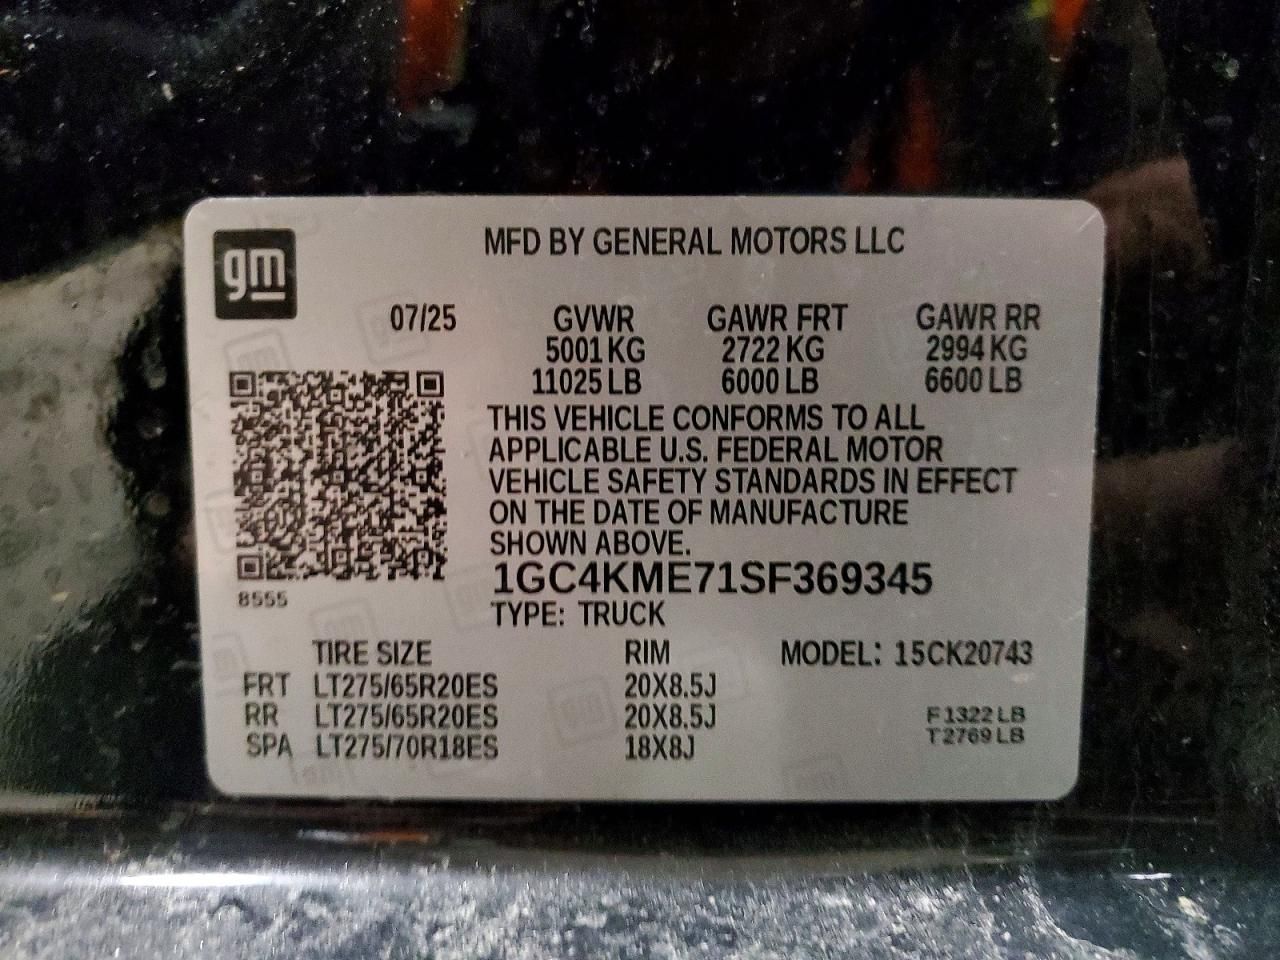 gm
MFD BY GENERAL MOTORS LLC
07/25 GVWR GAWR FRT GAWR RR
5001 KG 2722 KG 2994 KG
11025 LB 6000 LB 6600 LB
THIS VEHICLE CONFORMS TO ALL
APPLICABLE U.S. FEDERAL MOTOR
VEHICLE SAFETY STANDARDS IN EFFECT
ON THE DATE OF MANUFACTURE
SHOWN ABOVE.
1GC4KME71SF369345
8555
TYPE: TRUCK
TIRE SIZE RIM MODEL: 15CK20743
FRT LT275/65R20ES 20X8.5J
RR LT275/65R20ES 20X8.5J F1322 LB
SPA LT275/70R18ES 18X8J T2769 LB